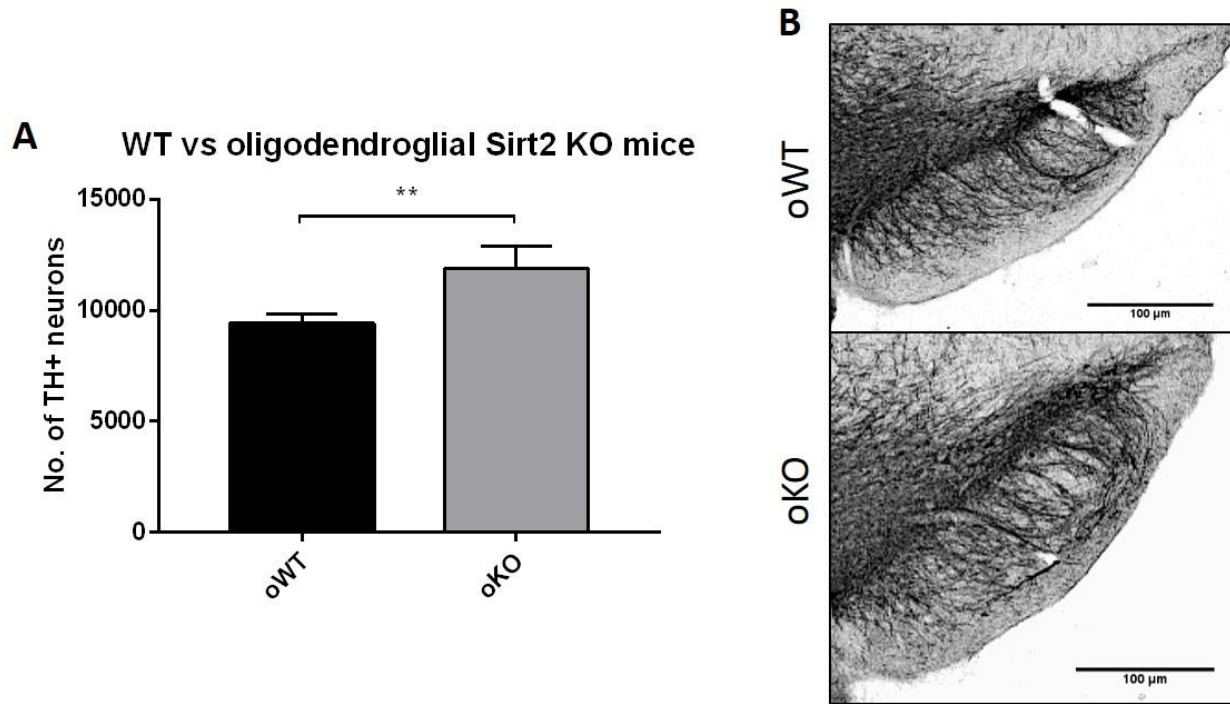 A
WT vs oligodendroglial Sirt2 KO mice
**
No. of TH+ neurons
15000
10000
5000
0
oWT
oKO
B
oWT
100 µm
oKO
100 µm